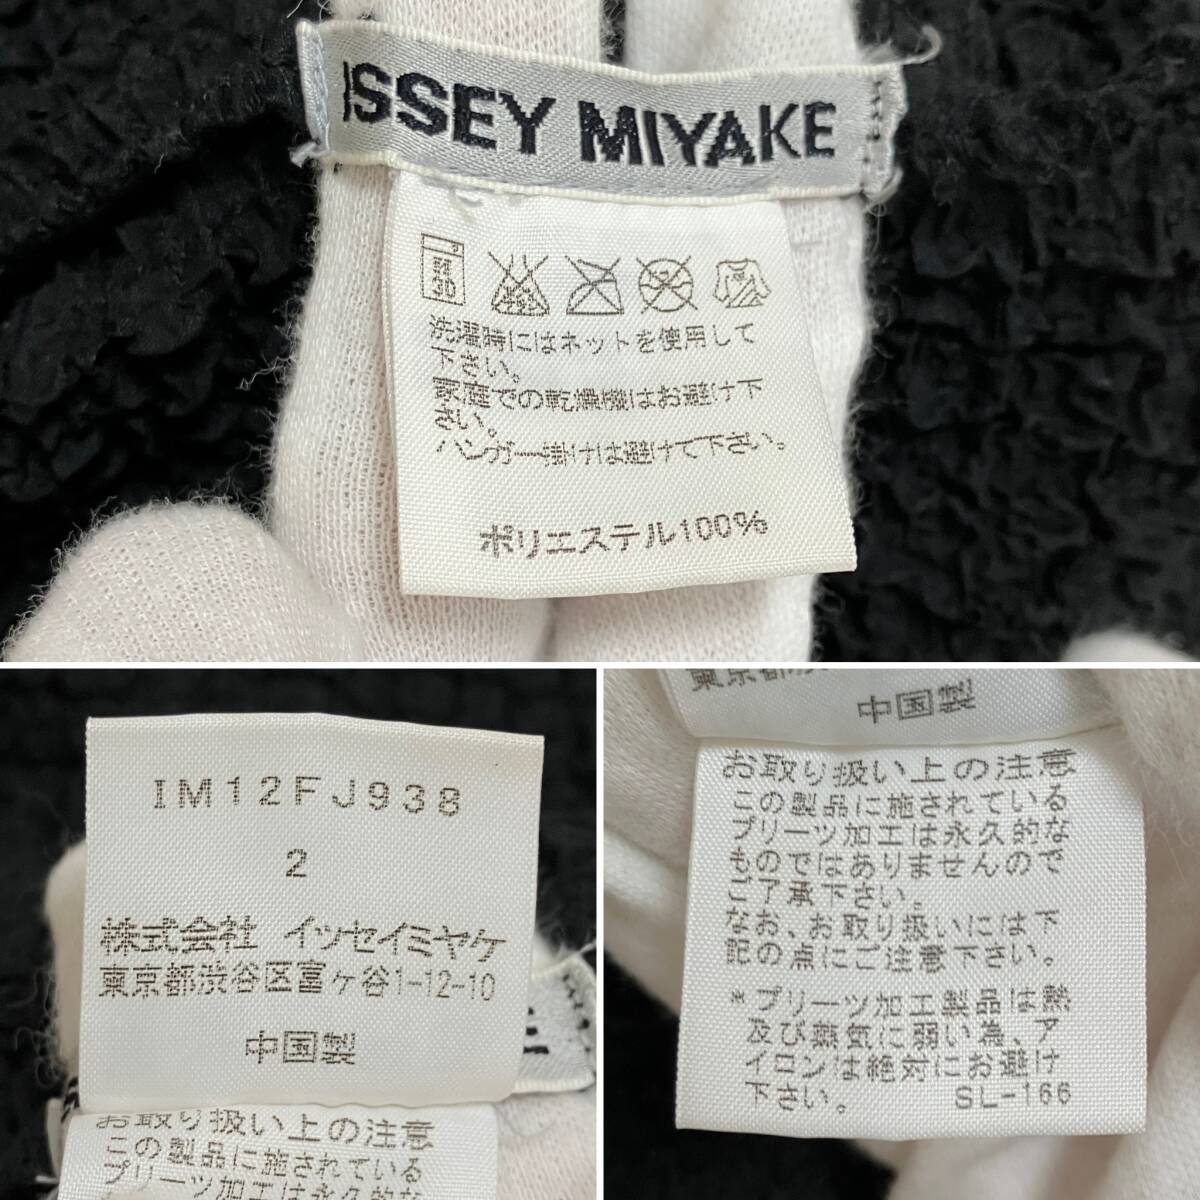 ISSEY MIYAKE
30
洗濯時にはネットを使用して
下さい。
家庭での乾燥機はお避け下
さい。
ハンガー掛けは避けて下さい。
ポリエステル100%
IM12FJ938
2
株式会社 イッセイミヤケ
東京都渋谷区富ヶ谷1-12-10
中国製
お取り扱い上の注意
この製品に施されている
プリーツ加工は永久的な
東京都渋
中国製
お取り扱い上の注意
この製品に施されている
プリーツ加工は永久的な
ものではありませんので
ご了承下さい。
なお、お取り扱いには下
記の点にご注意下さい。
*プリーツ加工製品は熱
及び蒸気に弱い為、ア
イロンは絶対にお避け
下さい。 SL-166